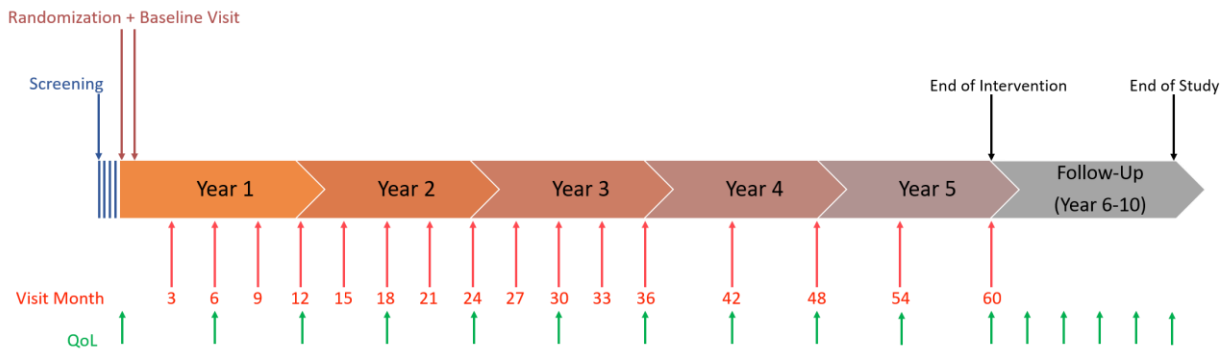 Randomization + Baseline Visit
Screening
End of Intervention
End of Study
Year 1
Year 2
Year 3
Year 4
Year 5
Follow-Up
(Year 6-10)
Visit Month
3
6
9
12
15
18
21
24
27
30
33
36
42
48
54
60
QoL